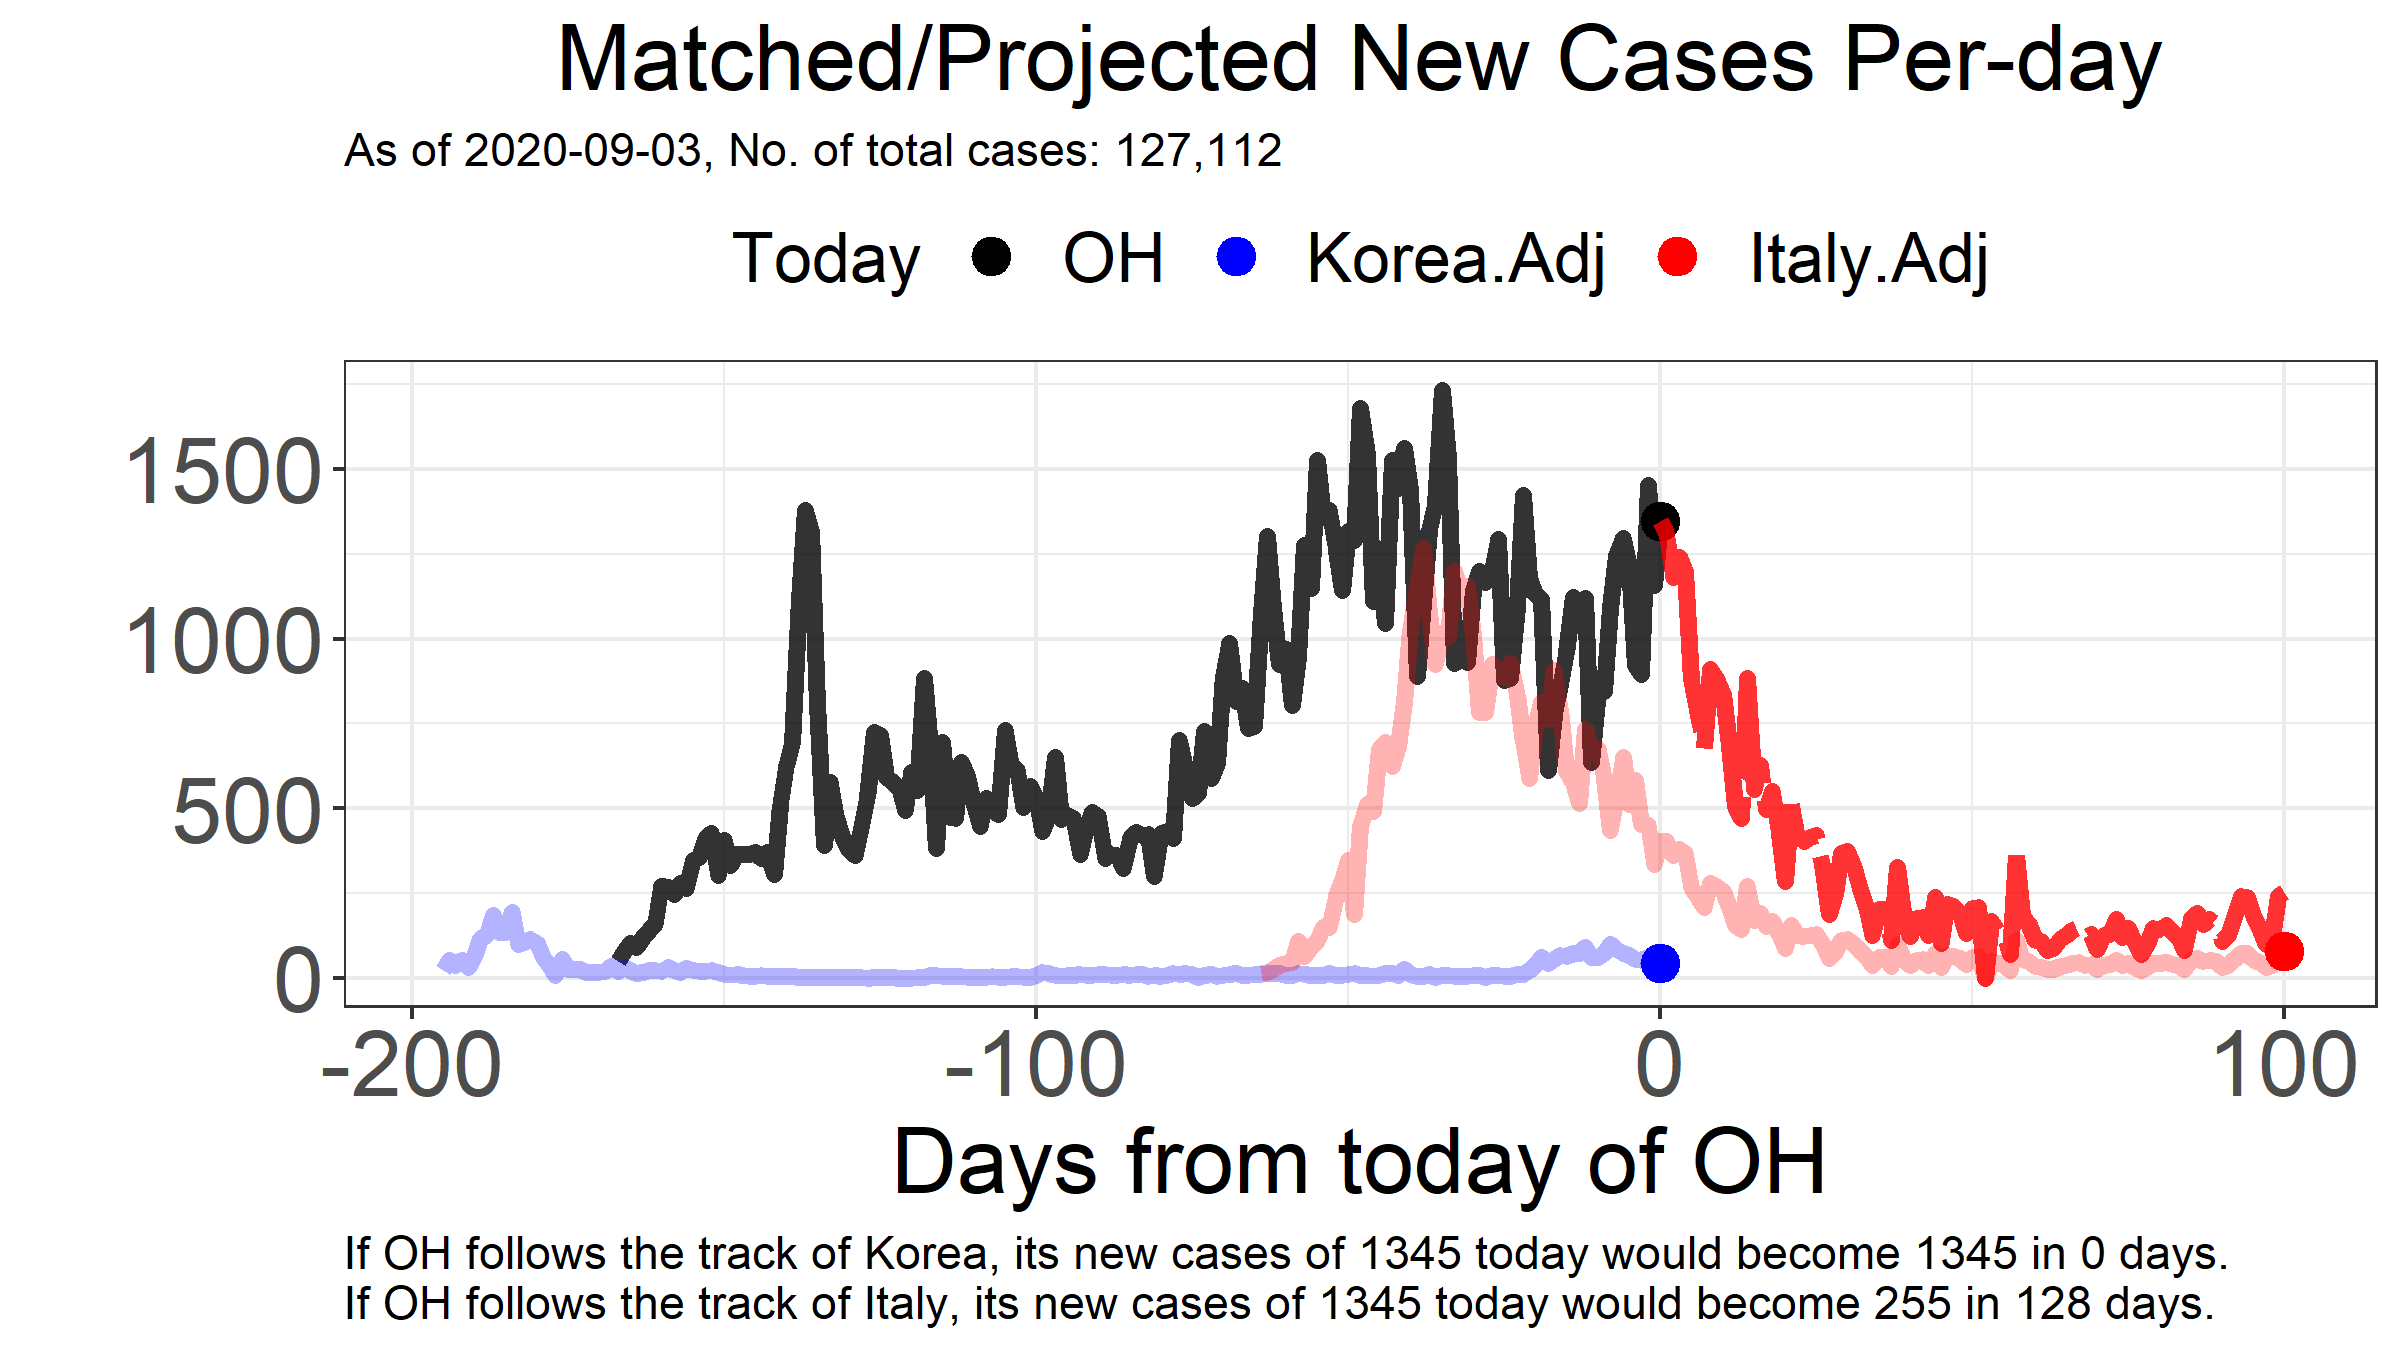 Matched/Projected New Cases Per-day
As of 2020-09-03, No. of total cases: 127,112
Today OH Korea.Adj Italy.Adj
1500
1000
500
0
-200 -100 0 100
Days from today of OH
If OH follows the track of Korea, its new cases of 1345 today would become 1345 in 0 days.
If OH follows the track of Italy, its new cases of 1345 today would become 255 in 128 days.